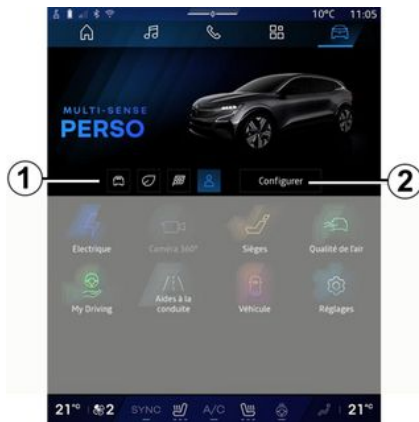 10°C 11:05
MULTI-SENSE
PERSO
1
Configurer
2
Électrique
Caméra 360°
Sièges
Qualité de l'air
My Driving
Aides à la
conduite
Véhicule
Réglages
21°C 2 SYNC A/C 21°C